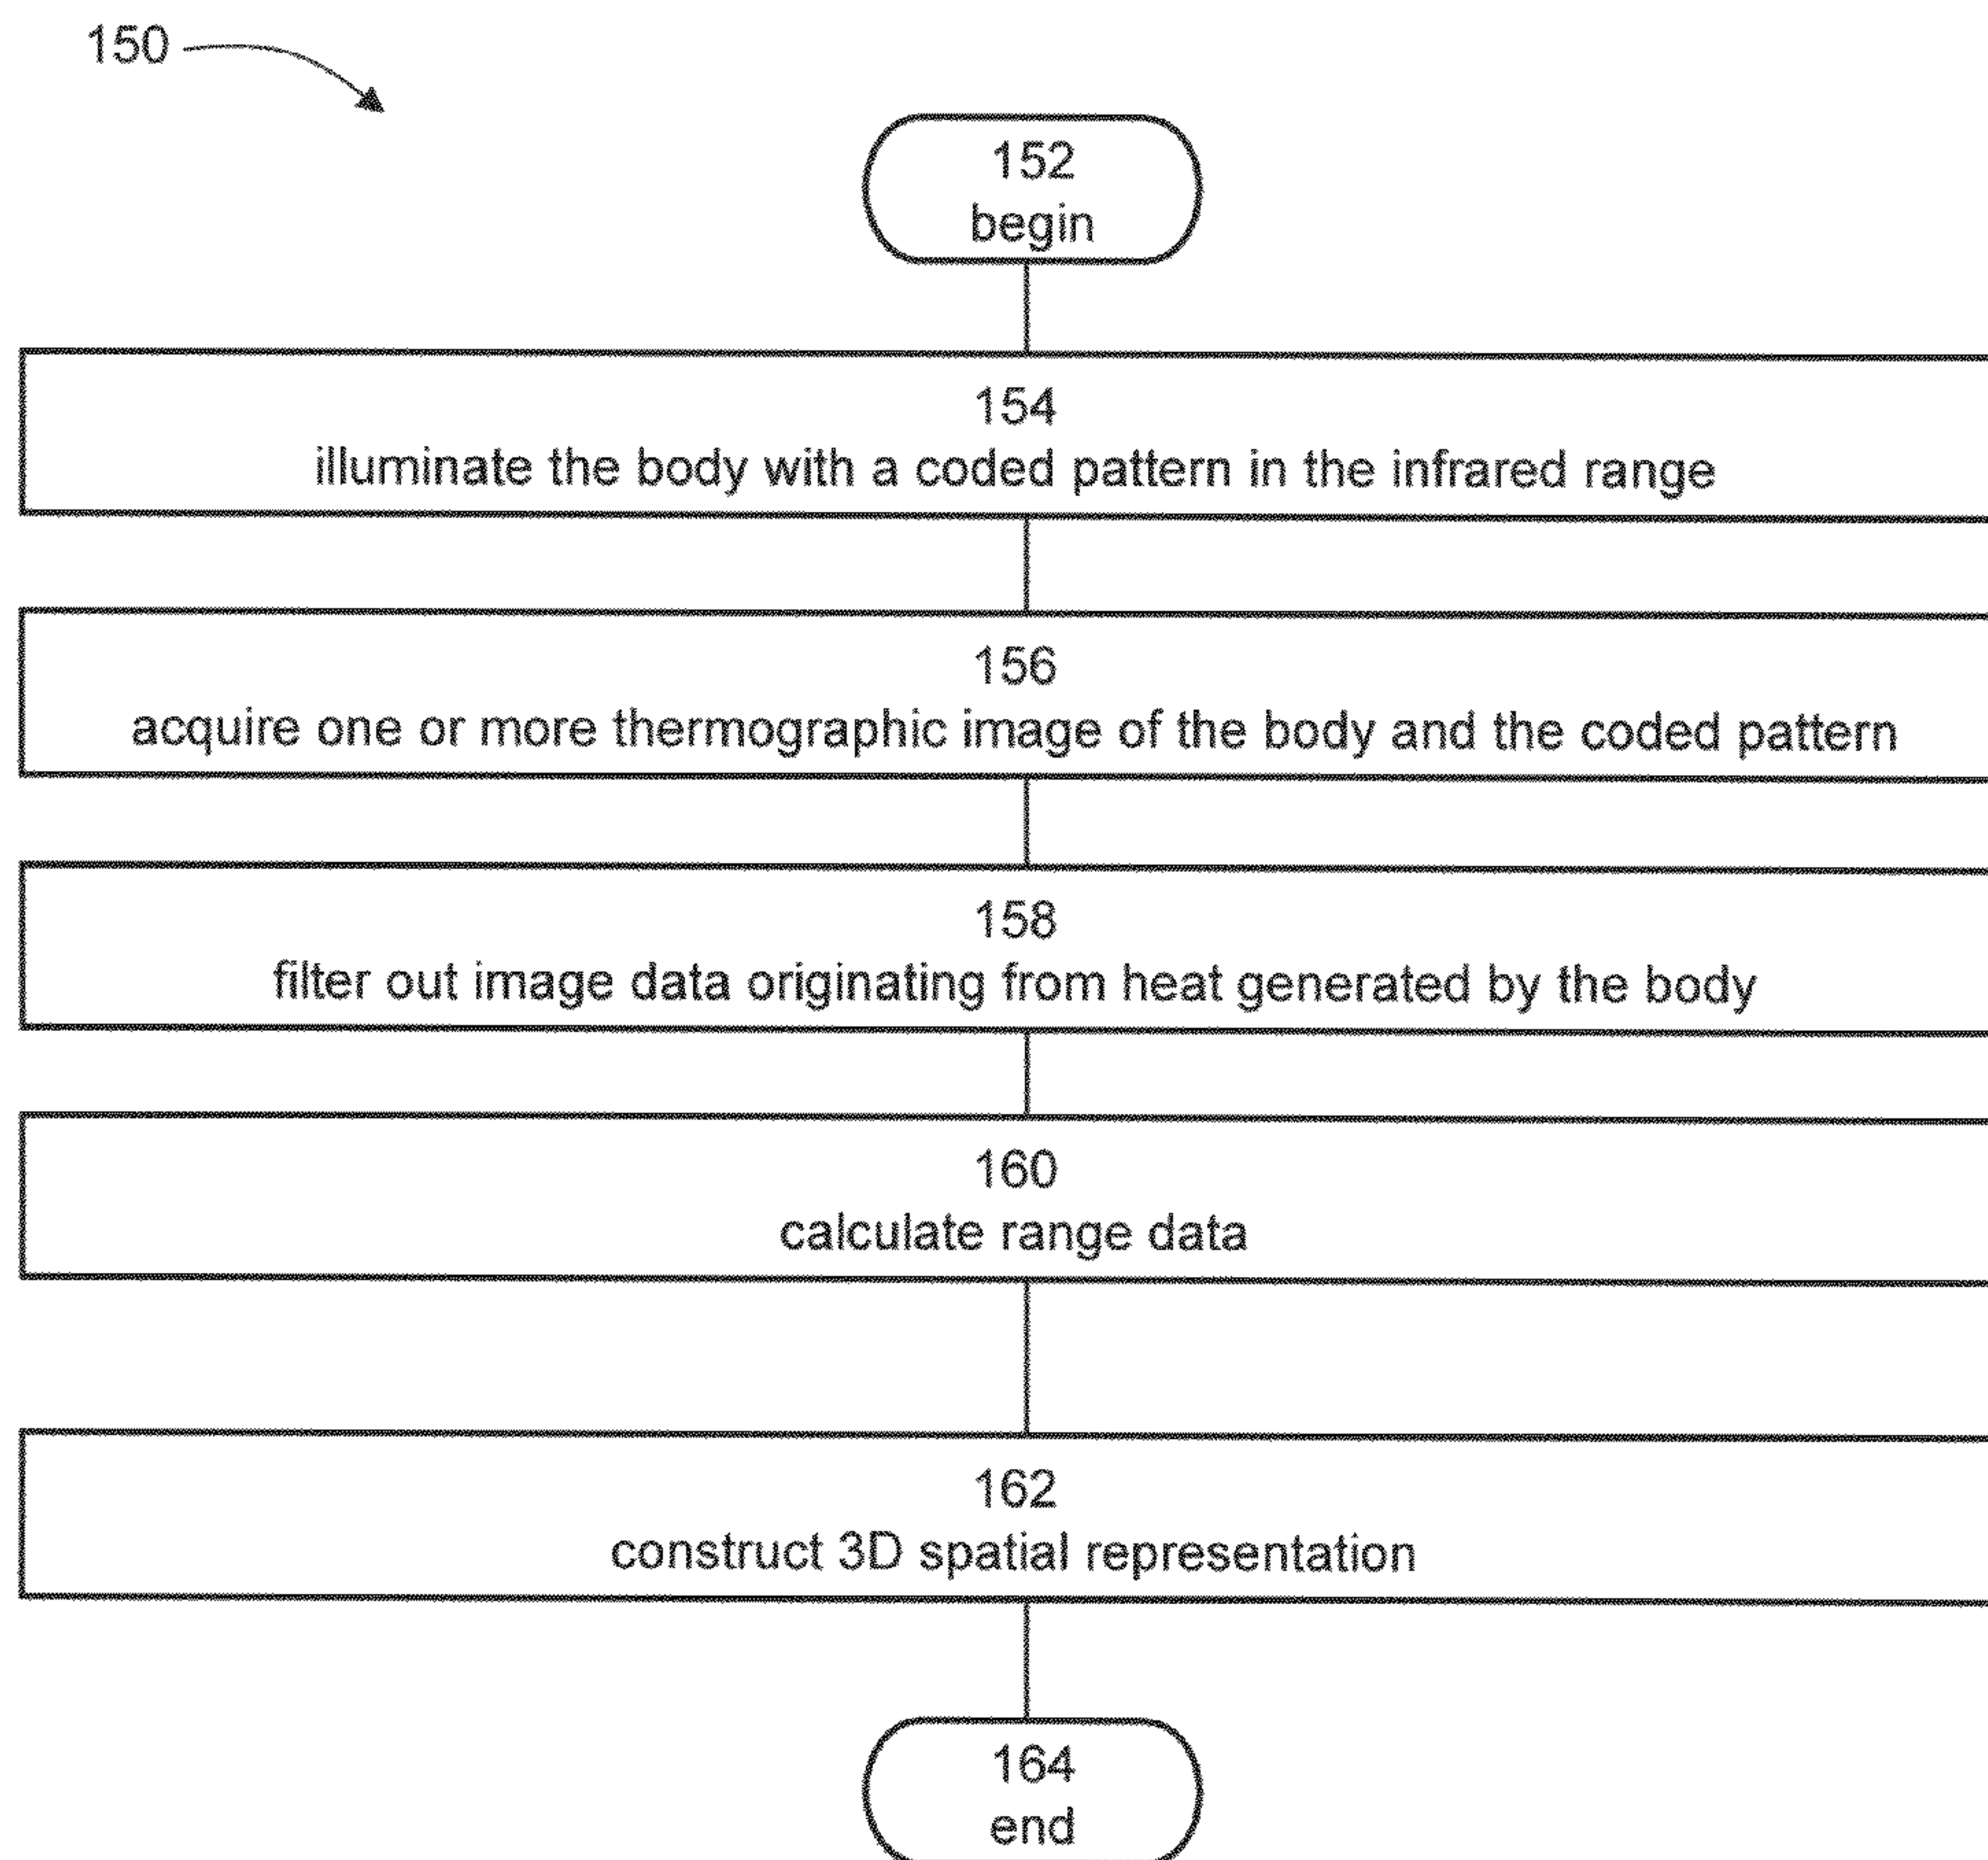 150
152
begin
154
illuminate the body with a coded pattern in the infrared range
156
acquire one or more thermographic image of the body and the coded pattern
158
filter out image data originating from heat generated by the body
160
calculate range data
162
construct 3D spatial representation
164
end